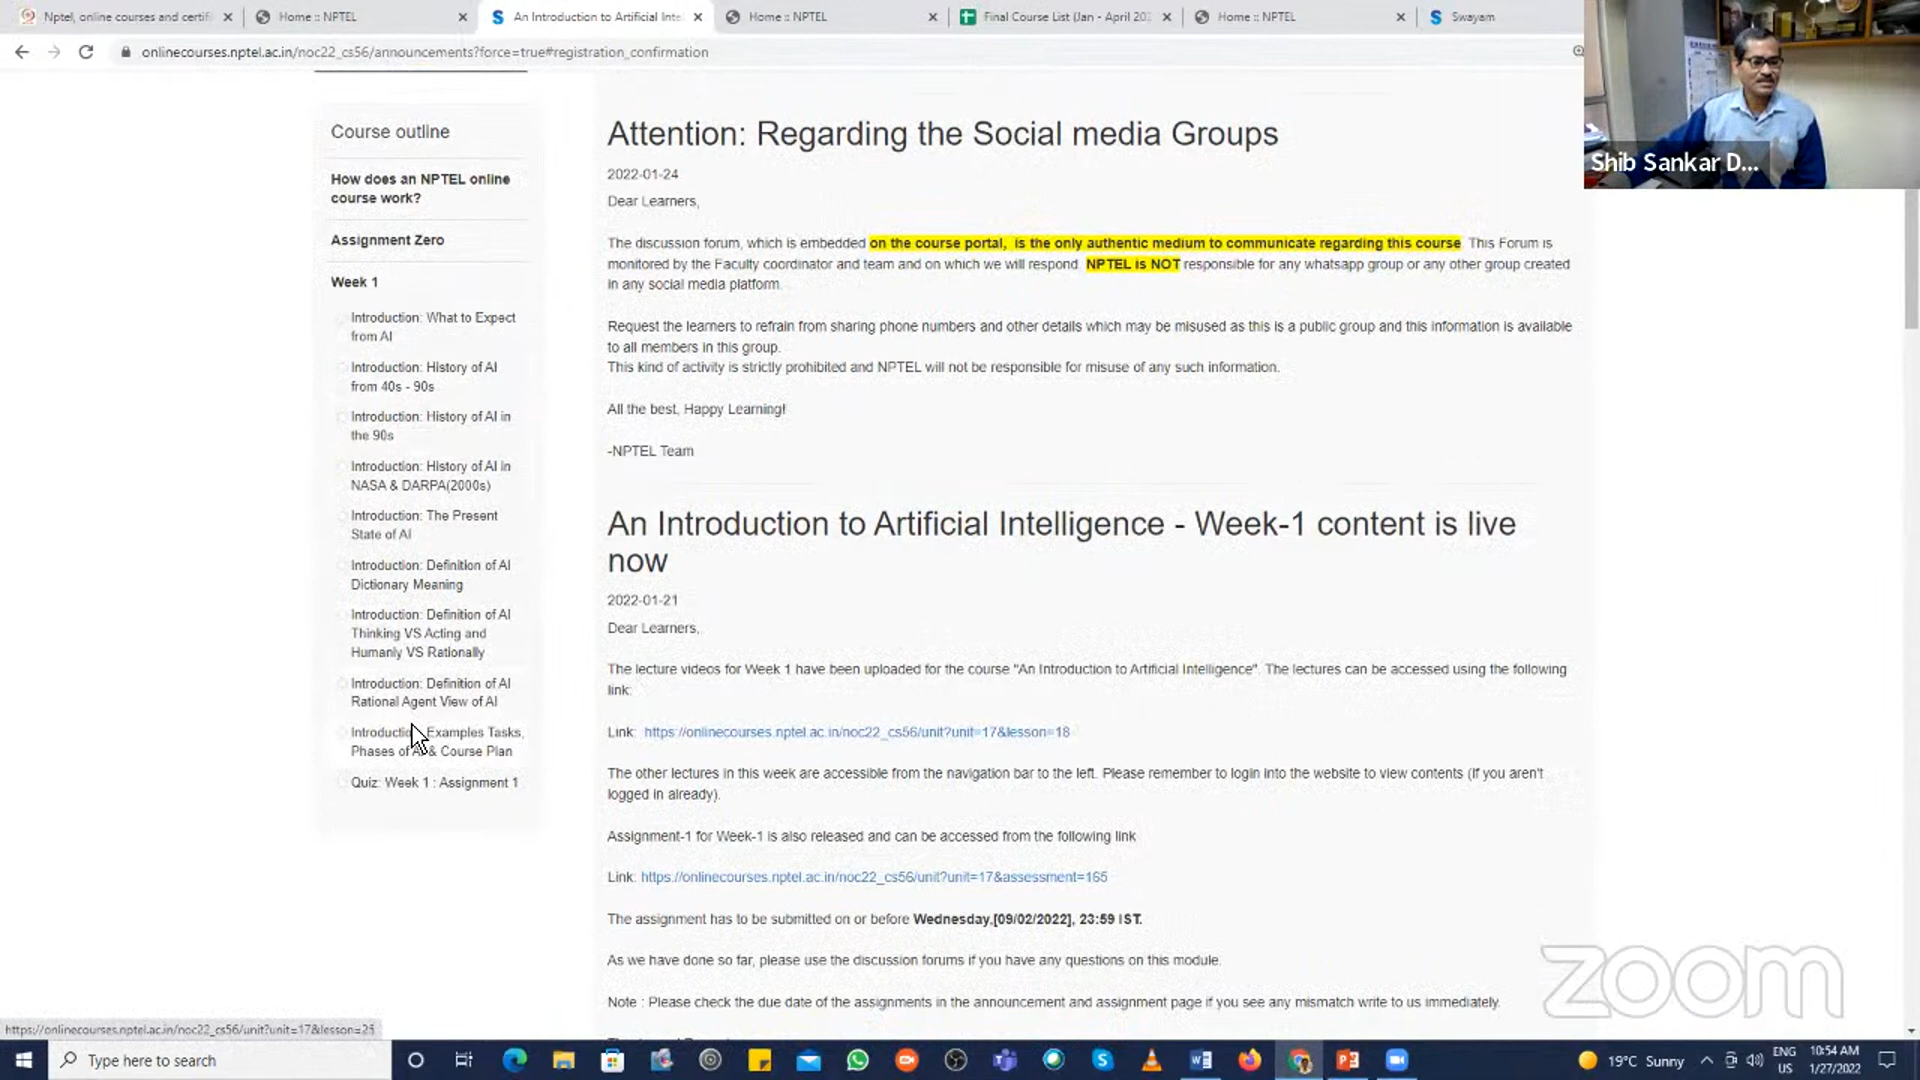 Nptel, online courses and certifi
Home :: NPTEL
An Introduction to Artificial Inte
Home :: NPTEL
Final Course List (Jan - April 202
Home :: NPTEL
Swayam
onlinecourses.nptel.ac.in/noc22_cs56/announcements?force=true#registration_confirmation
Shib Sankar D...
Course outline
How does an NPTEL online
course work?
Assignment Zero
Week 1
Introduction: What to Expect
from AI
Introduction: History of AI
from 40s - 90s
Introduction: History of AI in
the 90s
Introduction: History of AI in
NASA & DARPA(2000s)
Introduction: The Present
State of AI
Introduction: Definition of AI
Dictionary Meaning
Introduction: Definition of AI
Thinking VS Acting and
Humanly VS Rationally
Introduction: Definition of AI
Rational Agent View of AI
Introduction: Examples Tasks,
Phases of AI & Course Plan
Quiz: Week 1 : Assignment 1
Attention: Regarding the Social media Groups
2022-01-24
Dear Learners,
The discussion forum, which is embedded on the course portal, is the only authentic medium to communicate regarding this course. This Forum is
monitored by the Faculty coordinator and team and on which we will respond. NPTEL is NOT responsible for any whatsapp group or any other group created
in any social media platform.
Request the learners to refrain from sharing phone numbers and other details which may be misused as this is a public group and this information is available
to all members in this group.
This kind of activity is strictly prohibited and NPTEL will not be responsible for misuse of any such information.
All the best, Happy Learning!
-NPTEL Team
An Introduction to Artificial Intelligence - Week-1 content is live
now
2022-01-21
Dear Learners,
The lecture videos for Week 1 have been uploaded for the course "An Introduction to Artificial Intelligence". The lectures can be accessed using the following
link:
Link: https://onlinecourses.nptel.ac.in/noc22_cs56/unit?unit=17&lesson=18
The other lectures in this week are accessible from the navigation bar to the left. Please remember to login into the website to view contents (if you aren't
logged in already).
Assignment-1 for Week-1 is also released and can be accessed from the following link
Link: https://onlinecourses.nptel.ac.in/noc22_cs56/unit?unit=17&assessment=165
The assignment has to be submitted on or before Wednesday,[09/02/2022], 23:59 IST.
As we have done so far, please use the discussion forums if you have any questions on this module.
Note : Please check the due date of the assignments in the announcement and assignment page if you see any mismatch write to us immediately.
zoom
https://onlinecourses.nptel.ac.in/noc22_cs56/unit?unit=17&lesson=25
Type here to search
19°C Sunny
ENG
US
10:54 AM
1/27/2022